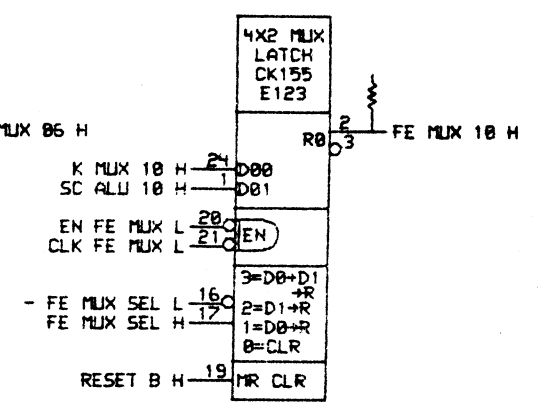 4X2 MUX
LATCH
CK155
E123
MUX 06 H
R0
2
3
FE MUX 10 H
K MUX 10 H 24 D00
SC ALU 10 H 1 D01
EN FE MUX L 20
CLK FE MUX L 21
EN
3=D0+D1
→R
- FE MUX SEL L 16
2=D1→R
FE MUX SEL H 17
1=D0→R
0=CLR
RESET B H 19 MR CLR